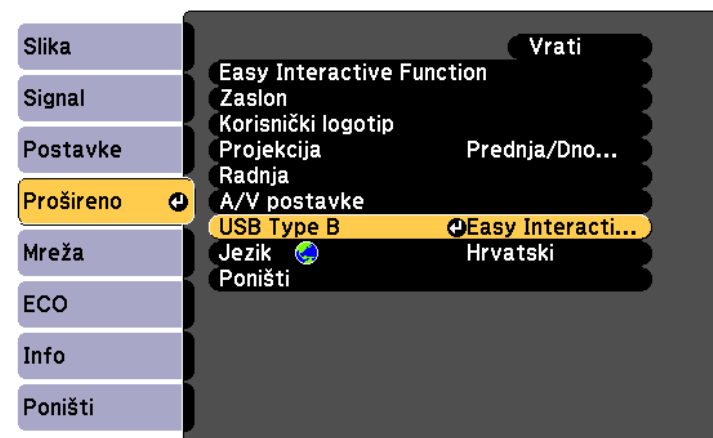 Slika
Signal
Postavke
Prošireno
Mreža
ECO
Info
Poništi
Vrati
Easy Interactive Function
Zaslon
Korisnički logotip
Projekcija Prednja/Dno...
Radnja
A/V postavke
USB Type B Easy Interacti...
Jezik Hrvatski
Poništi